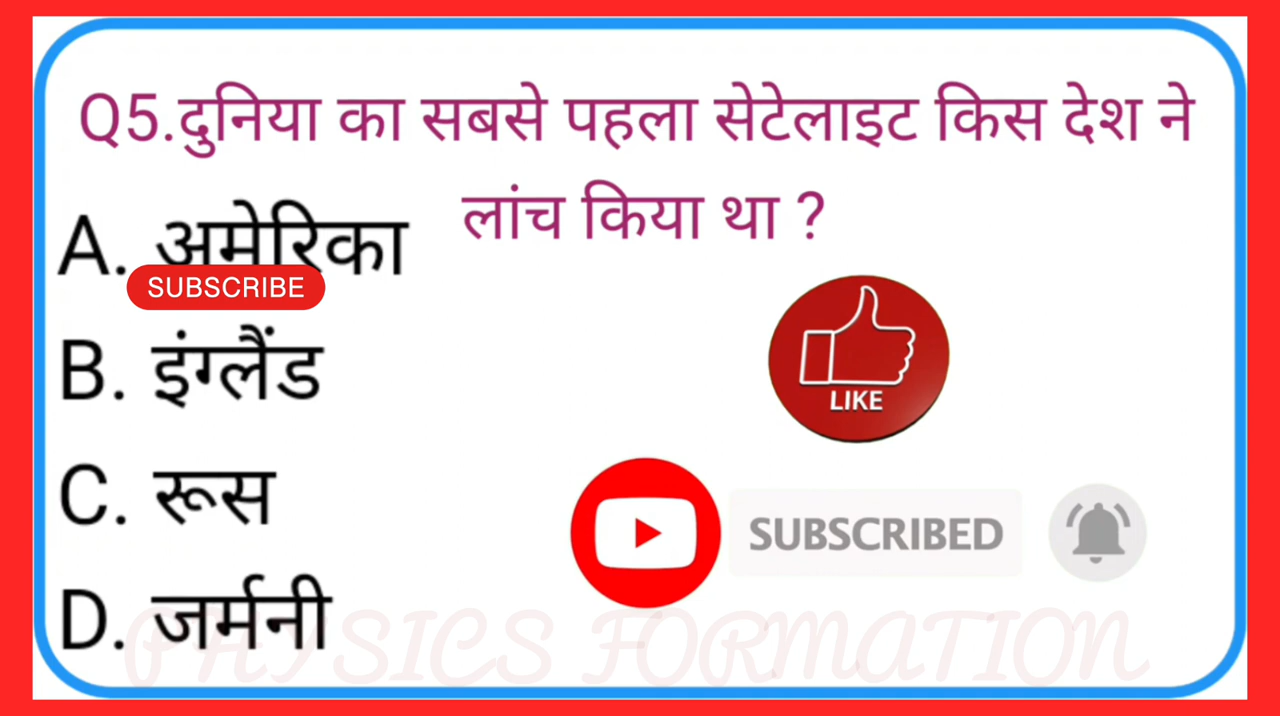 Q5.दुनिया का सबसे पहला सेटेलाइट किस देश ने
लांच किया था ?
A. अमेरिका
SUBSCRIBE
B. इंग्लैंड
LIKE
C. रूस
SUBSCRIBED
D. जर्मनी
PHYSICS FORMATION